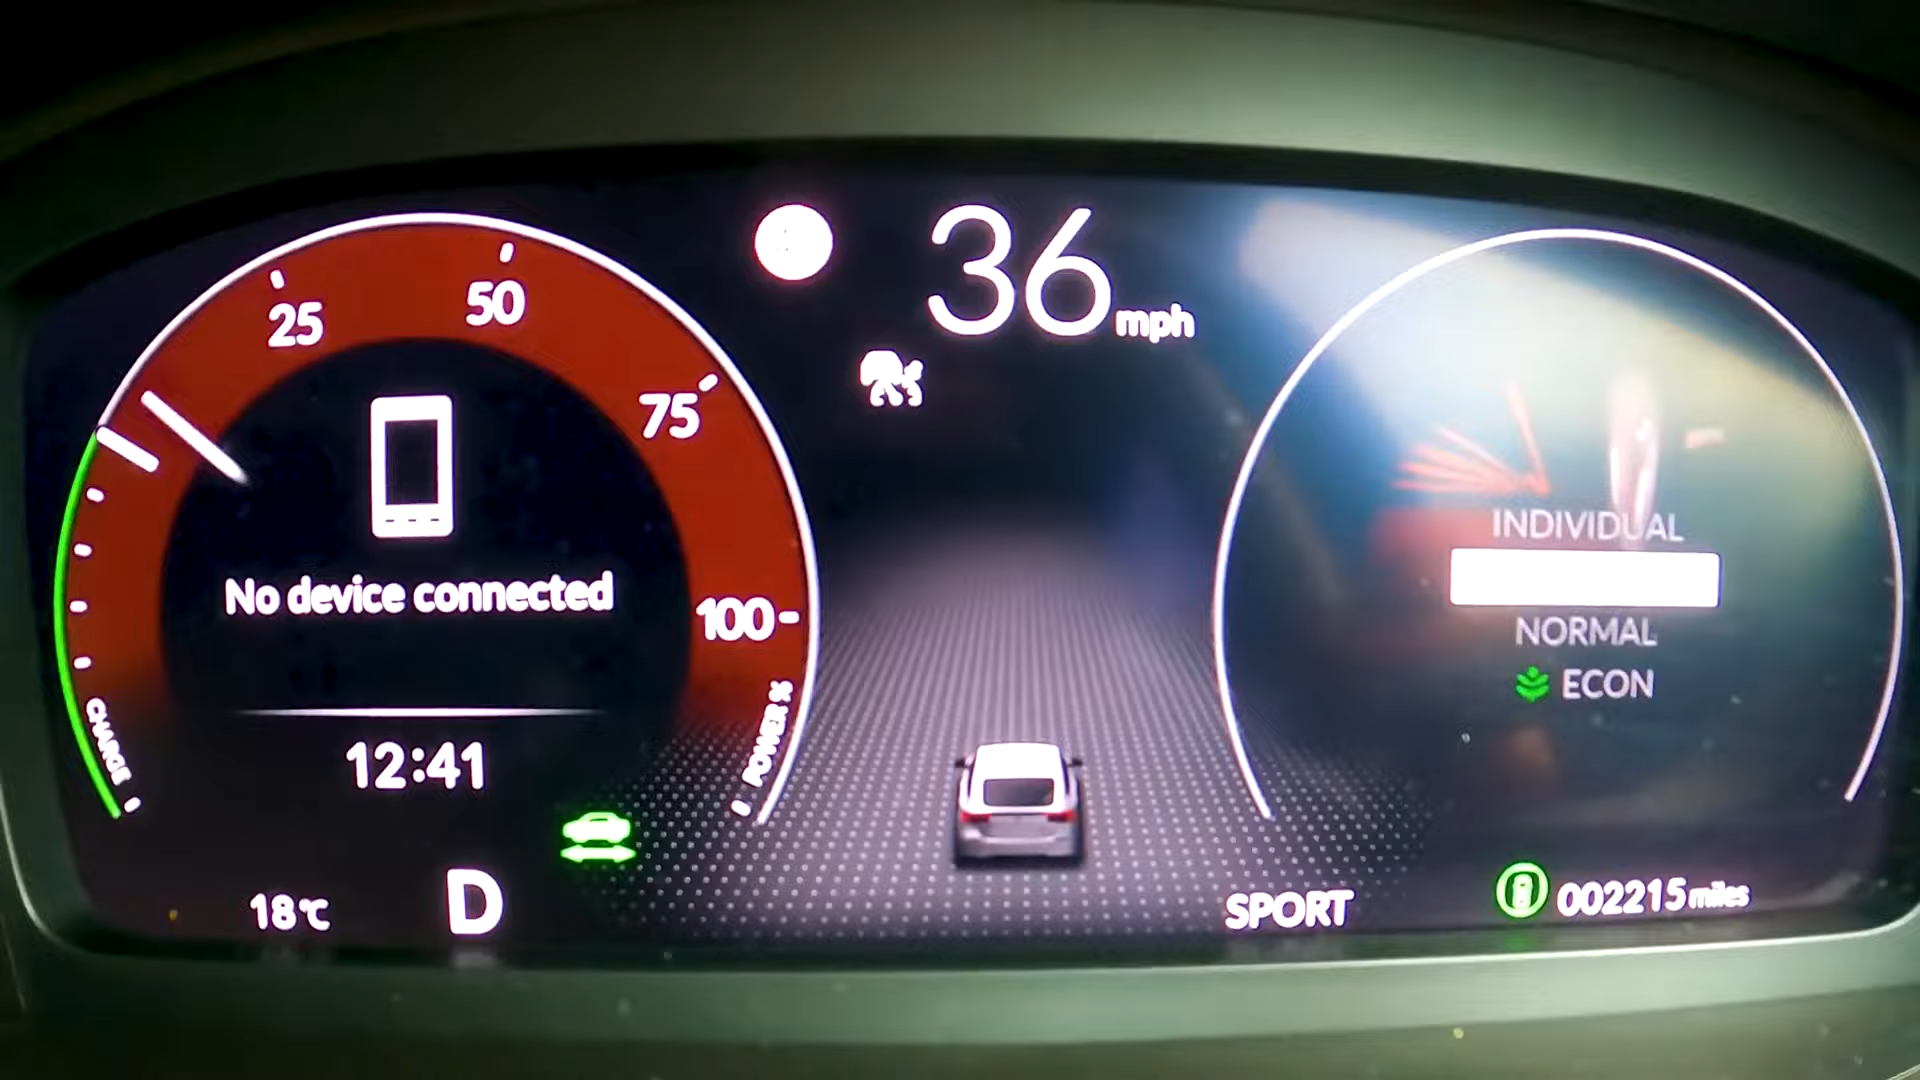 36 mph
25
50
75
100
No device connected
INDIVIDUAL
NORMAL
ECON
CHARGE
POWER %
12:41
18°C
D
SPORT
002215 miles